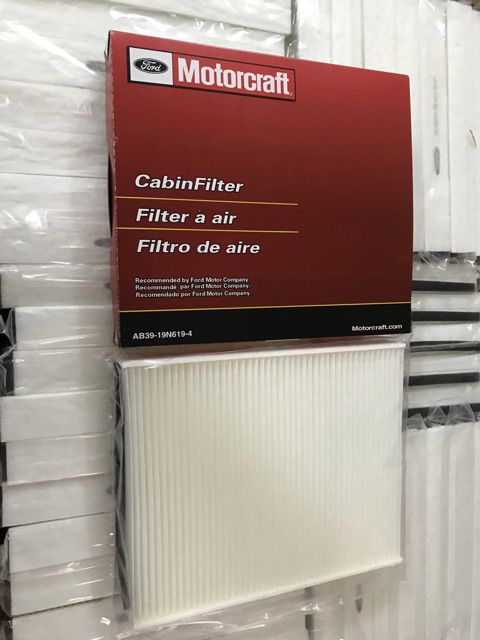 Ford
Motorcraft
CabinFilter
Filter a air
Filtro de aire
Recommended by Ford Motor Company.
Recommandé par Ford Motor Company.
Recomendado por Ford Motor Company.
AB39-19N619-4
Motorcraft.com